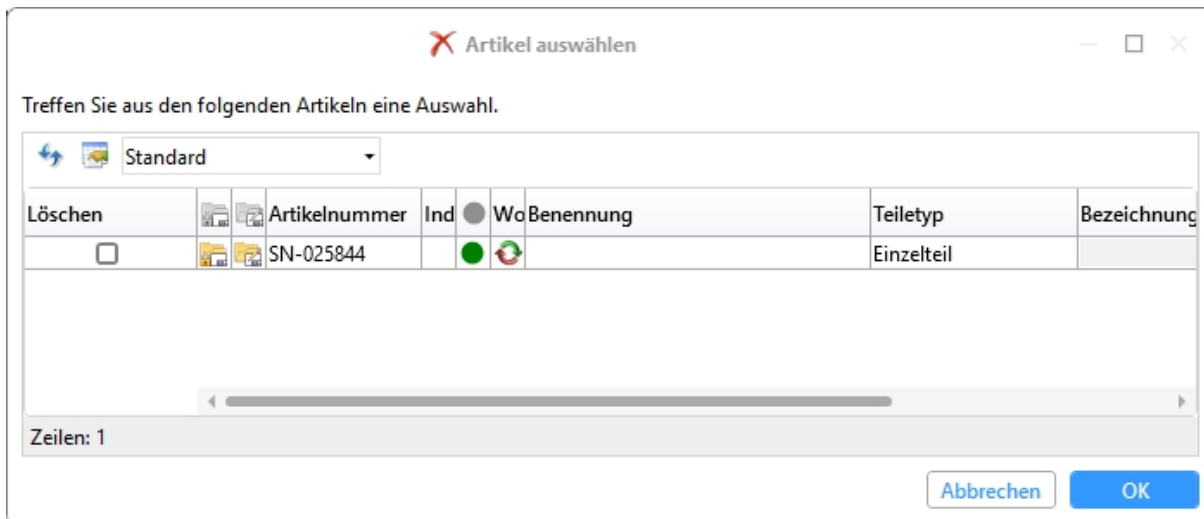 Artikel auswählen
Treffen Sie aus den folgenden Artikeln eine Auswahl.
Standard
Löschen Artikelnummer Ind Wo Benennung Teiletyp Bezeichnung
SN-025844 Einzelteil
Zeilen: 1
Abbrechen OK